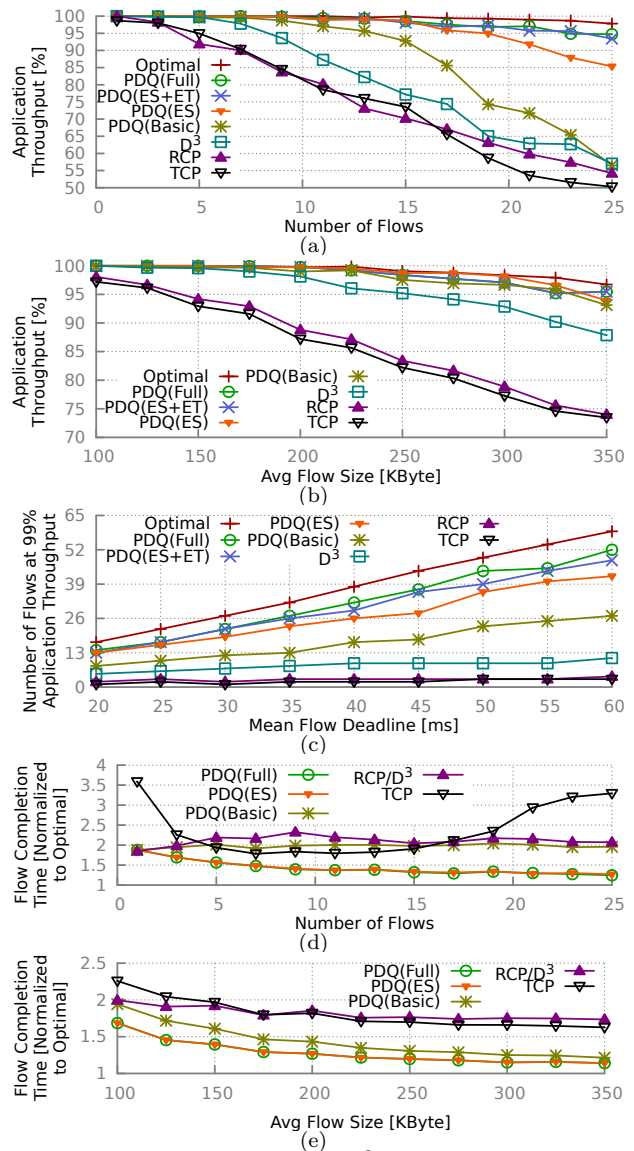 Application
Throughput [%]
100
95
90
85
80
75
70
65
60
55
50
Optimal
PDQ(Full)
PDQ(ES+ET)
PDQ(ES)
PDQ(Basic)
D³
RCP
TCP
0 5 10 15 20 25
Number of Flows
(a)
Application
Throughput [%]
100
95
90
85
80
75
70
Optimal
PDQ(Full)
PDQ(ES+ET)
PDQ(ES)
PDQ(Basic)
D³
RCP
TCP
100 150 200 250 300 350
Avg Flow Size [KByte]
(b)
Number of Flows at 99%
Application Throughput
65
52
39
26
13
0
Optimal
PDQ(Full)
PDQ(ES+ET)
PDQ(ES)
PDQ(Basic)
D³
RCP
TCP
20 25 30 35 40 45 50 55 60
Mean Flow Deadline [ms]
(c)
Flow Completion
Time [Normalized
to Optimal]
4
3.5
3
2.5
2
1.5
1
PDQ(Full)
PDQ(ES)
PDQ(Basic)
RCP/D³
TCP
0 5 10 15 20 25
Number of Flows
(d)
Flow Completion
Time [Normalized
to Optimal]
2.5
2
1.5
1
PDQ(Full)
PDQ(ES)
PDQ(Basic)
RCP/D³
TCP
100 150 200 250 300 350
Avg Flow Size [KByte]
(e)